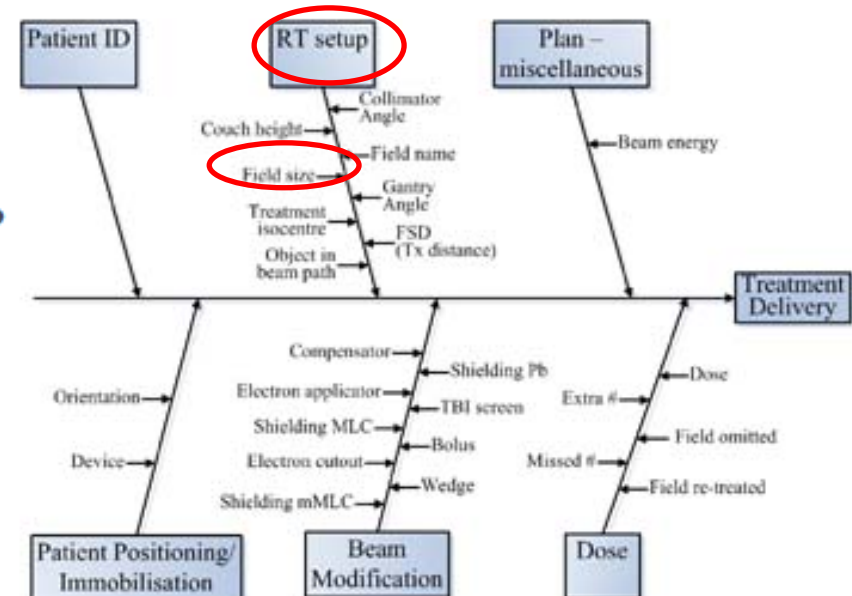 Patient ID
RT setup
Plan –
miscellaneous
Collimator
Angle
Couch height
Field name
Field size
Gantry
Angle
Treatment
isocentre
FSD
(Tx distance)
Object in
beam path
Beam energy
Treatment
Delivery
Orientation
Device
Patient Positioning/
Immobilisation
Compensator
Shielding Pb
Electron applicator
TBI screen
Shielding MLC
Bolus
Electron cutout
Wedge
Shielding mMLC
Beam
Modification
Dose
Extra #
Field omitted
Missed #
Field re-treated
Dose